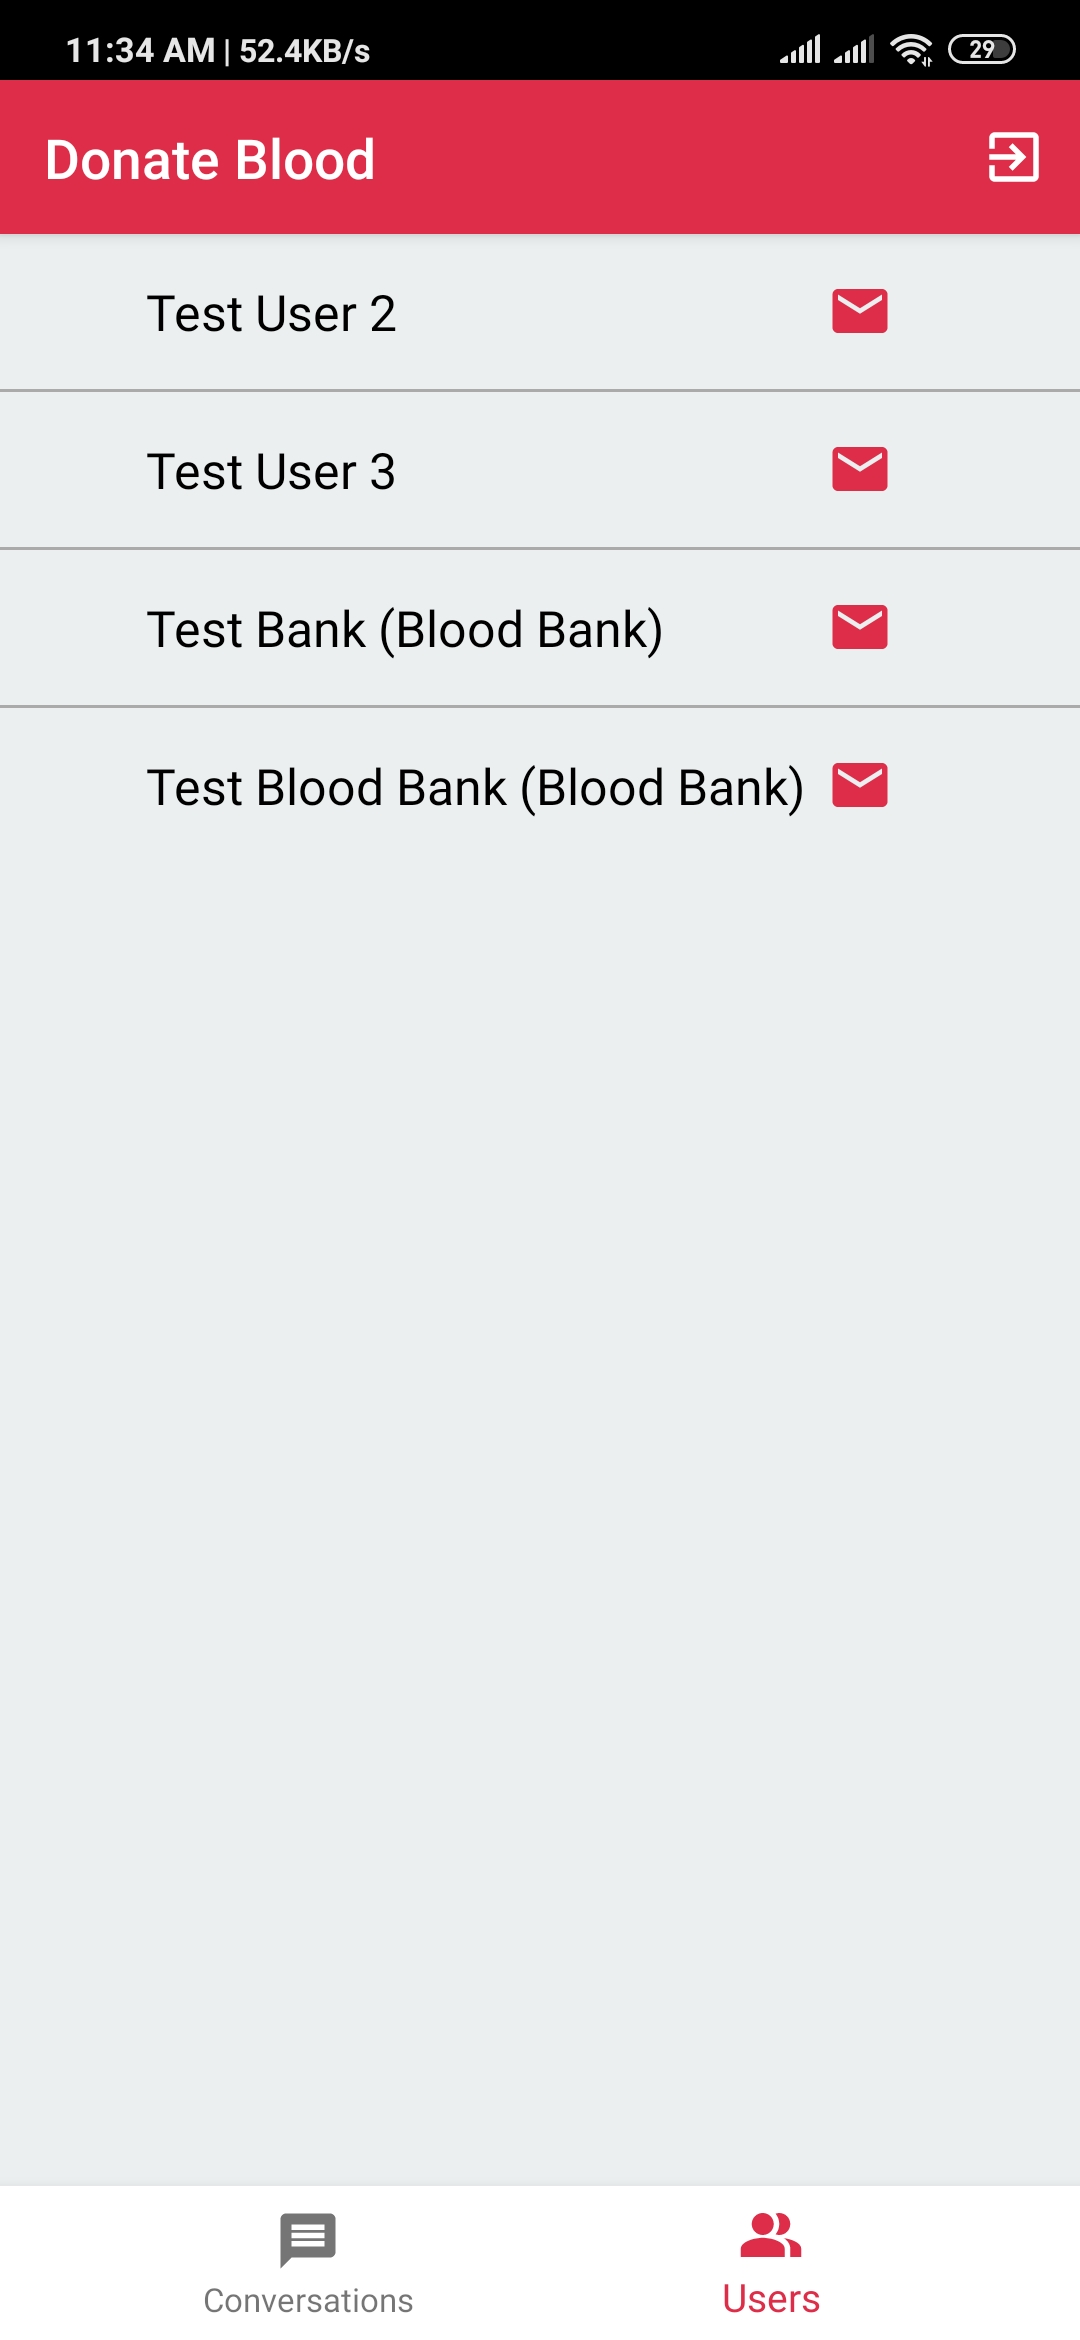 11:34 AM | 52.4KB/s 29
Donate Blood
Test User 2
Test User 3
Test Bank (Blood Bank)
Test Blood Bank (Blood Bank)
Conversations Users